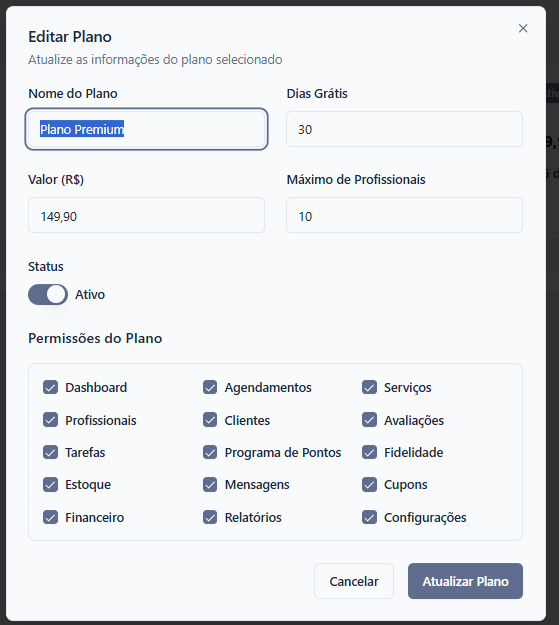 Editar Plano
Atualize as informações do plano selecionado
Nome do Plano
Dias Grátis
Plano Premium
30
Valor (R$)
Máximo de Profissionais
149,90
10
Status
Ativo
Permissões do Plano
Dashboard
Agendamentos
Serviços
Profissionais
Clientes
Avaliações
Tarefas
Programa de Pontos
Fidelidade
Estoque
Mensagens
Cupons
Financeiro
Relatórios
Configurações
Cancelar
Atualizar Plano